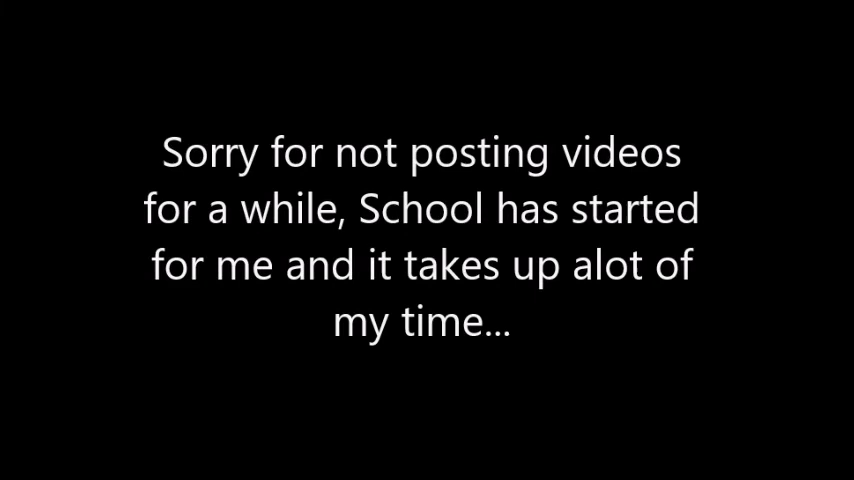 Sorry for not posting videos
for a while, School has started
for me and it takes up alot of
my time...